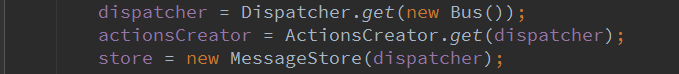 dispatcher = Dispatcher.get(new Bus());
actionsCreator = ActionsCreator.get(dispatcher);
store = new MessageStore(dispatcher);